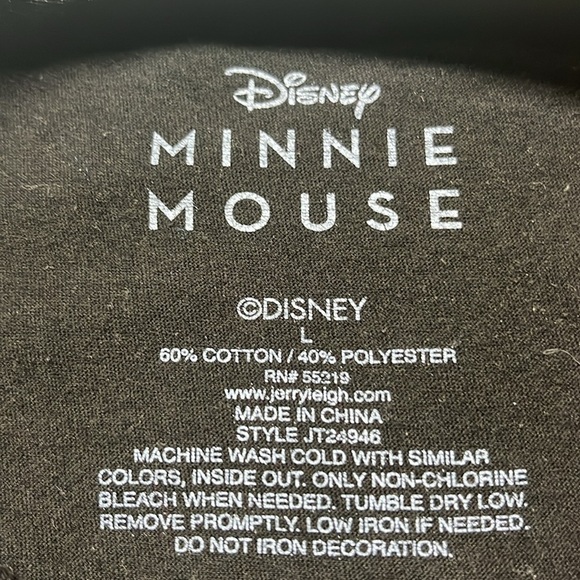 Disney
MINNIE
MOUSE
©DISNEY
L
60% COTTON / 40% POLYESTER
RN# 55219
www.jerryleigh.com
MADE IN CHINA
STYLE JT24946
MACHINE WASH COLD WITH SIMILAR
COLORS, INSIDE OUT. ONLY NON-CHLORINE
BLEACH WHEN NEEDED. TUMBLE DRY LOW.
REMOVE PROMPTLY. LOW IRON IF NEEDED.
DO NOT IRON DECORATION.